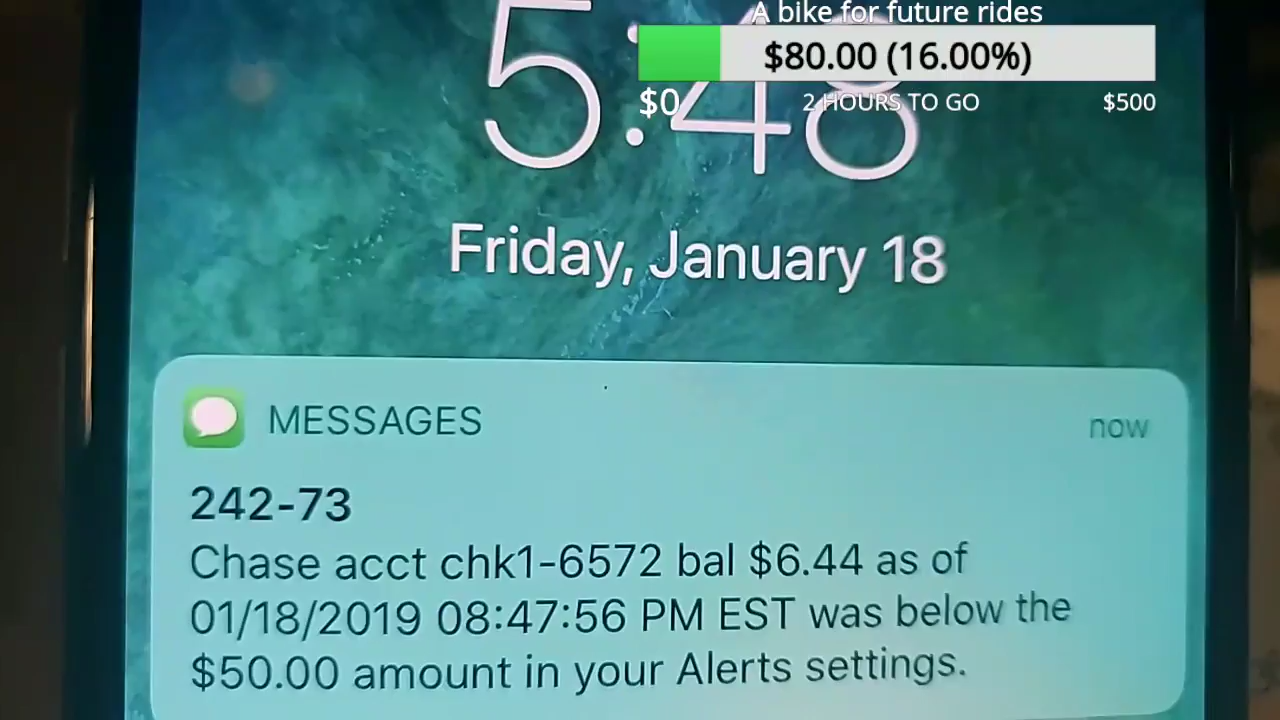 A bike for future rides
$80.00 (16.00%)
$0 2 HOURS TO GO $500
5:48
Friday, January 18
MESSAGES now
242-73
Chase acct chk1-6572 bal $6.44 as of
01/18/2019 08:47:56 PM EST was below the
$50.00 amount in your Alerts settings.